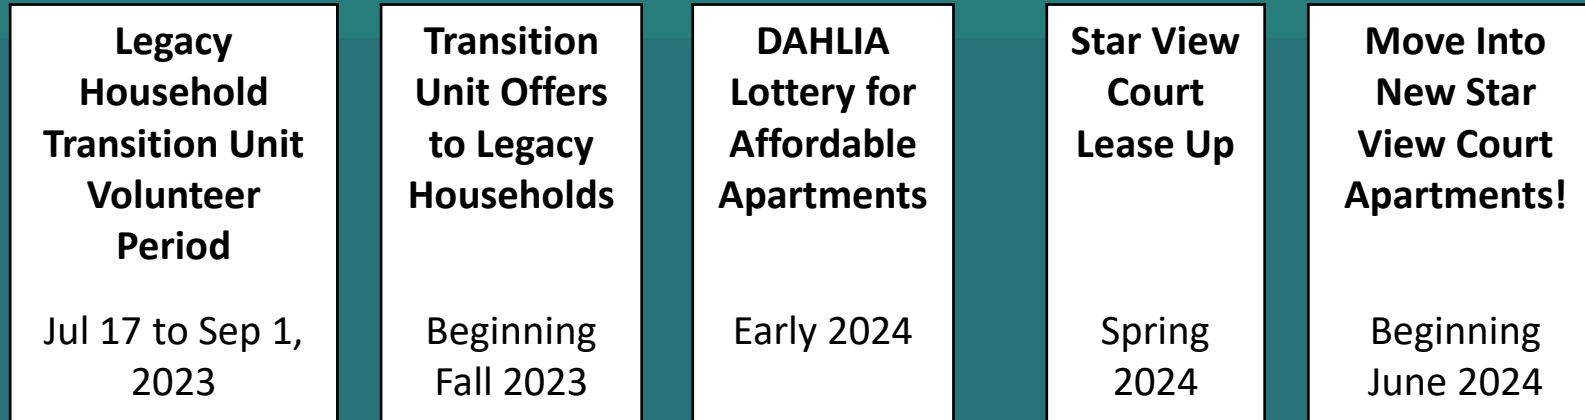 Legacy
Household
Transition Unit
Volunteer
Period
Jul 17 to Sep 1,
2023
Transition
Unit Offers
to Legacy
Households
Beginning
Fall 2023
DAHLIA
Lottery for
Affordable
Apartments
Early 2024
Star View
Court
Lease Up
Spring
2024
Move Into
New Star
View Court
Apartments!
Beginning
June 2024